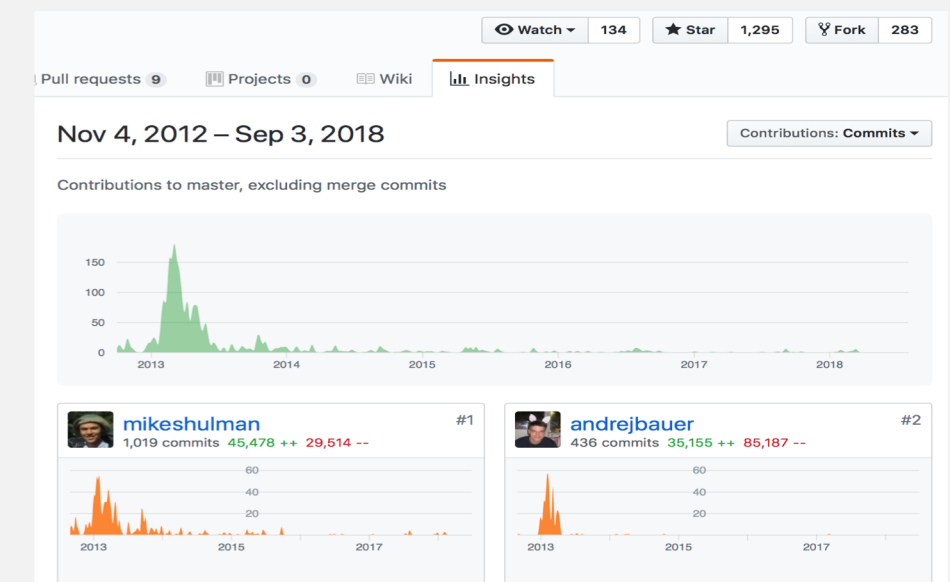 Watch 134 Star 1,295 Fork 283
Pull requests 9 Projects 0 Wiki Insights
Nov 4, 2012 – Sep 3, 2018
Contributions: Commits
Contributions to master, excluding merge commits
150
100
50
0
2013 2014 2015 2016 2017 2018
mikeshulman #1
1,019 commits 45,478 ++ 29,514 --
60
40
20
2013 2015 2017
andrejbauer #2
436 commits 35,155 ++ 85,187 --
60
40
20
2013 2015 2017